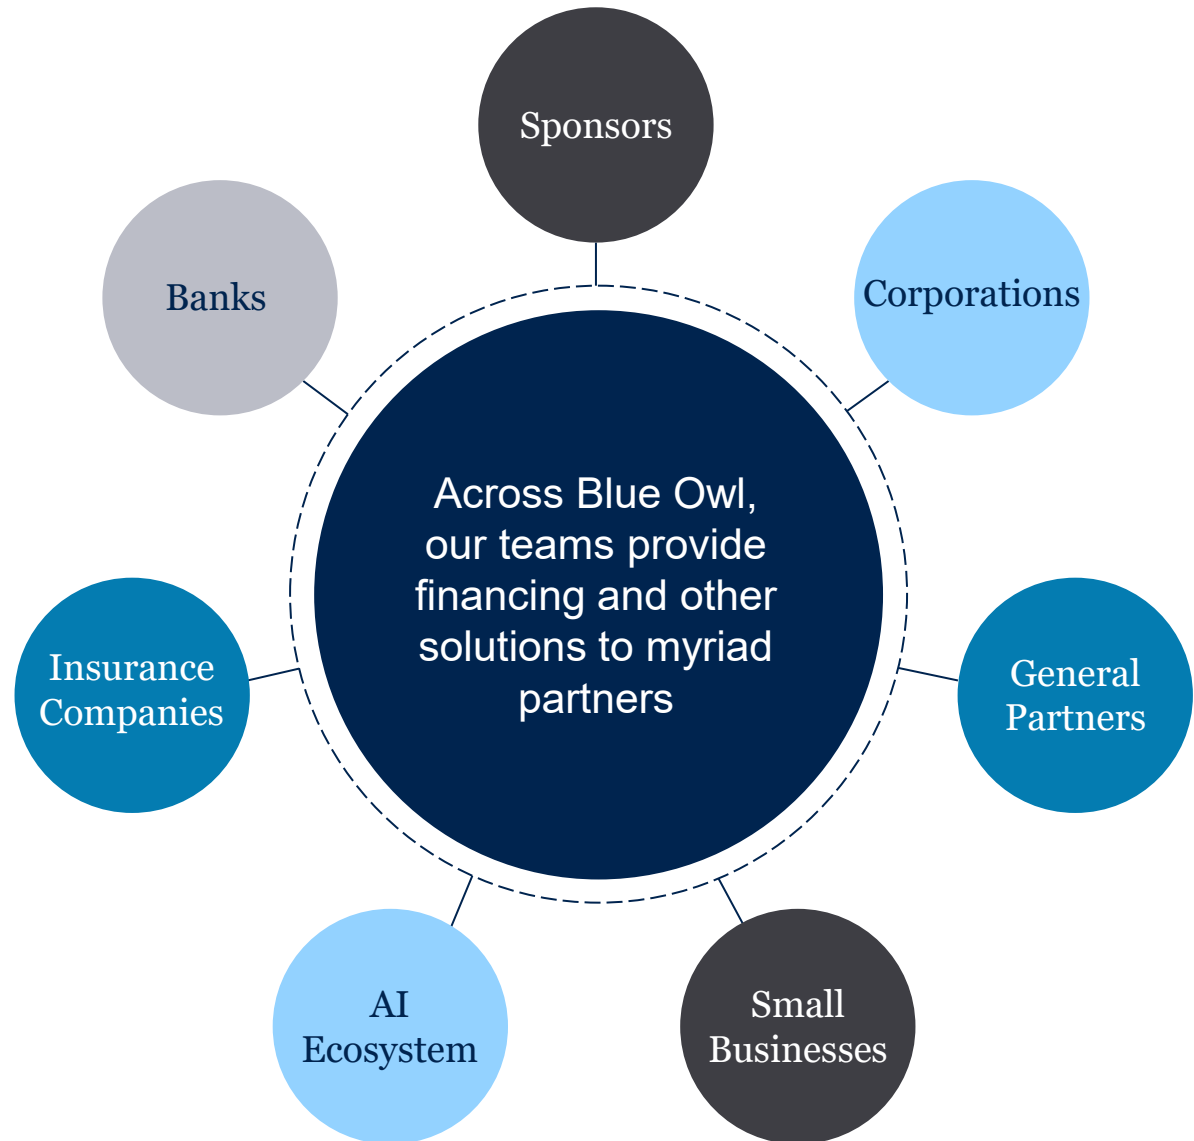 Sponsors
Corporations
Banks
Across Blue Owl,
our teams provide
financing and other
solutions to myriad
partners
Insurance
Companies
General
Partners
AI
Ecosystem
Small
Businesses